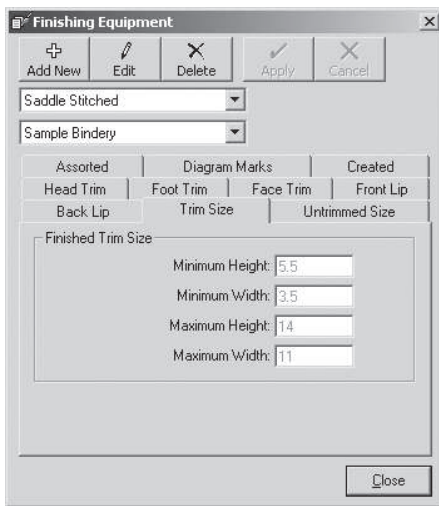 Finishing Equipment
Add New Edit Delete Apply Cancel
Saddle Stitched
Sample Bindery
Assorted Diagram Marks Created
Head Trim Foot Trim Face Trim Front Lip
Back Lip Trim Size Untrimmed Size
Finished Trim Size
Minimum Height: 5.5
Minimum Width: 3.5
Maximum Height: 14
Maximum Width: 11
Close